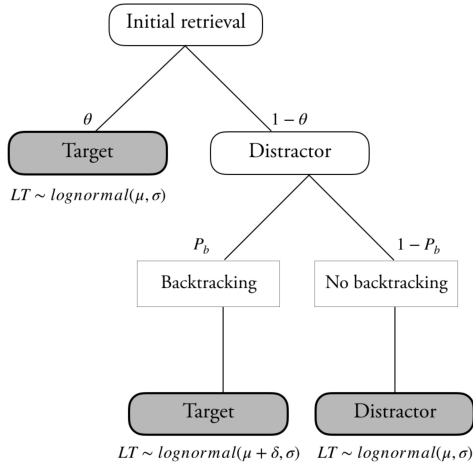 Initial retrieval
θ
1 − θ
Target
Distractor
LT ~ lognormal(μ, σ)
P_b
1 − P_b
Backtracking
No backtracking
Target
Distractor
LT ~ lognormal(μ + δ, σ)
LT ~ lognormal(μ, σ)